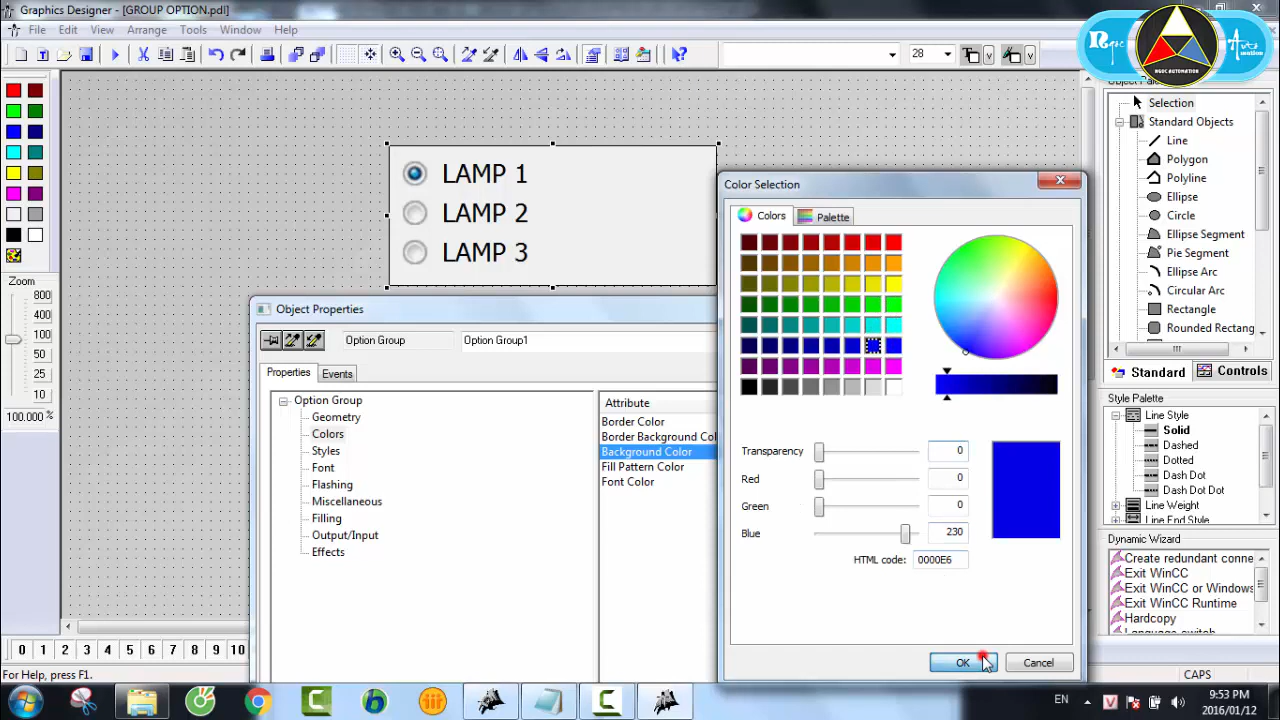 Graphics Designer - [GROUP OPTION.pdl]
File Edit View Arrange Tools Window Help
28
Ngoc Automation
NGOC AUTOMATION
LAMP 1
LAMP 2
LAMP 3
Zoom
800
400
100
50
25
10
100.000 %
Object Properties
Option Group
Option Group1
Properties
Events
Option Group
Geometry
Colors
Styles
Font
Flashing
Miscellaneous
Filling
Output/Input
Effects
Attribute
Border Color
Border Background Col
Background Color
Fill Pattern Color
Font Color
Color Selection
Colors
Palette
Transparency 0
Red 0
Green 0
Blue 230
HTML code: 0000E6
OK
Cancel
Selection
Standard Objects
Line
Polygon
Polyline
Ellipse
Circle
Ellipse Segment
Pie Segment
Ellipse Arc
Circular Arc
Rectangle
Rounded Rectang
Standard
Controls
Style Palette
Line Style
Solid
Dashed
Dotted
Dash Dot
Dash Dot Dot
Line Weight
Line End Style
Dynamic Wizard
Create redundant conne
Exit WinCC
Exit WinCC or Windows
Exit WinCC Runtime
Hardcopy
Language switch
0 1 2 3 4 5 6 7 8 9 10
For Help, press F1.
CAPS
EN
9:53 PM
2016/01/12